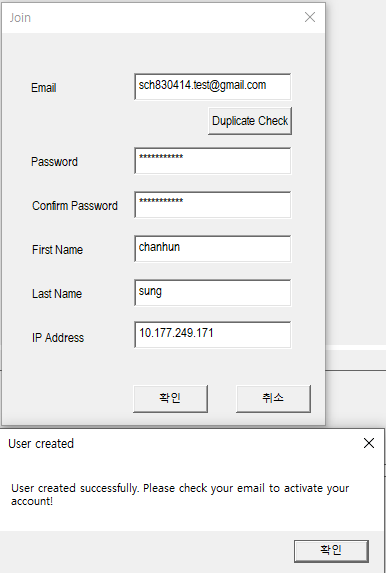 Join
Email
sch830414.test@gmail.com
Duplicate Check
Password
***********
Confirm Password
***********
First Name
chanhun
Last Name
sung
IP Address
10.177.249.171
확인
취소
User created
User created successfully. Please check your email to activate your
account!
확인